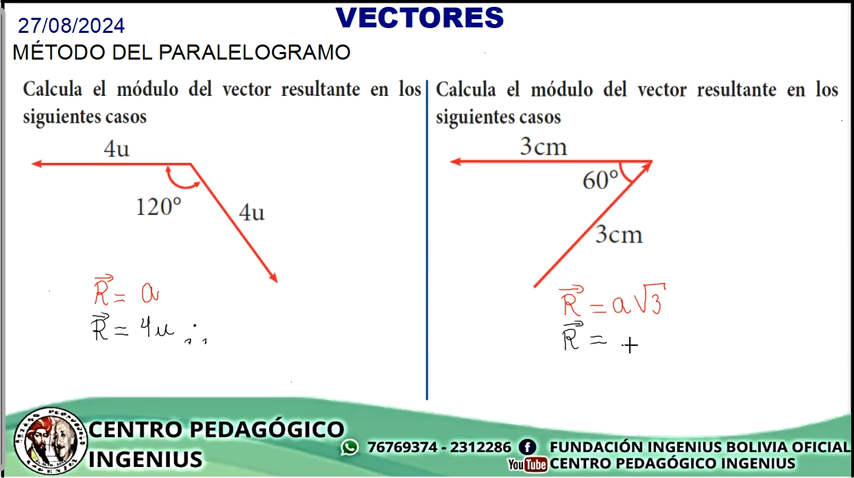 VECTORES
27/08/2024
MÉTODO DEL PARALELOGRAMO
Calcula el módulo del vector resultante en los
siguientes casos
4u
120º
4u
R⃗ = a
R⃗ = 4u ∴
Calcula el módulo del vector resultante en los
siguientes casos
3cm
60º
3cm
R⃗ = a√3
R⃗ =
CENTRO PEDAGÓGICO
INGENIUS
76769374 - 2312286
FUNDACIÓN INGENIUS BOLIVIA OFICIAL
YouTube CENTRO PEDAGÓGICO INGENIUS